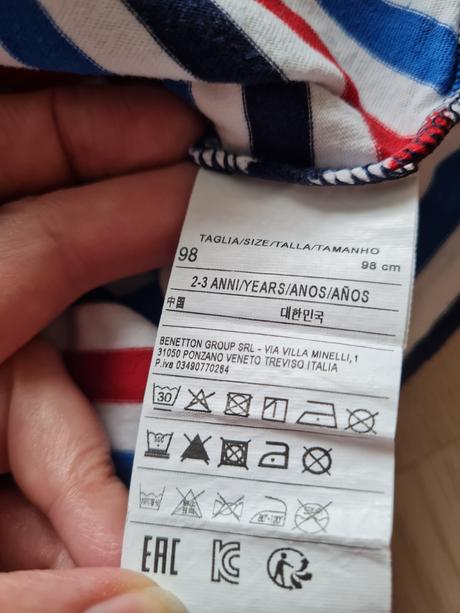 TAGLIA/SIZE/TALLA/TAMANHO
98 98 cm
2-3 ANNI/YEARS/ANOS/AÑOS
中国 대한민국
BENETTON GROUP SRL - VIA VILLA MINELLI,1
31050 PONZANO VENETO TREVISO ITALIA
P.iva 03490770264
30
EAC KC